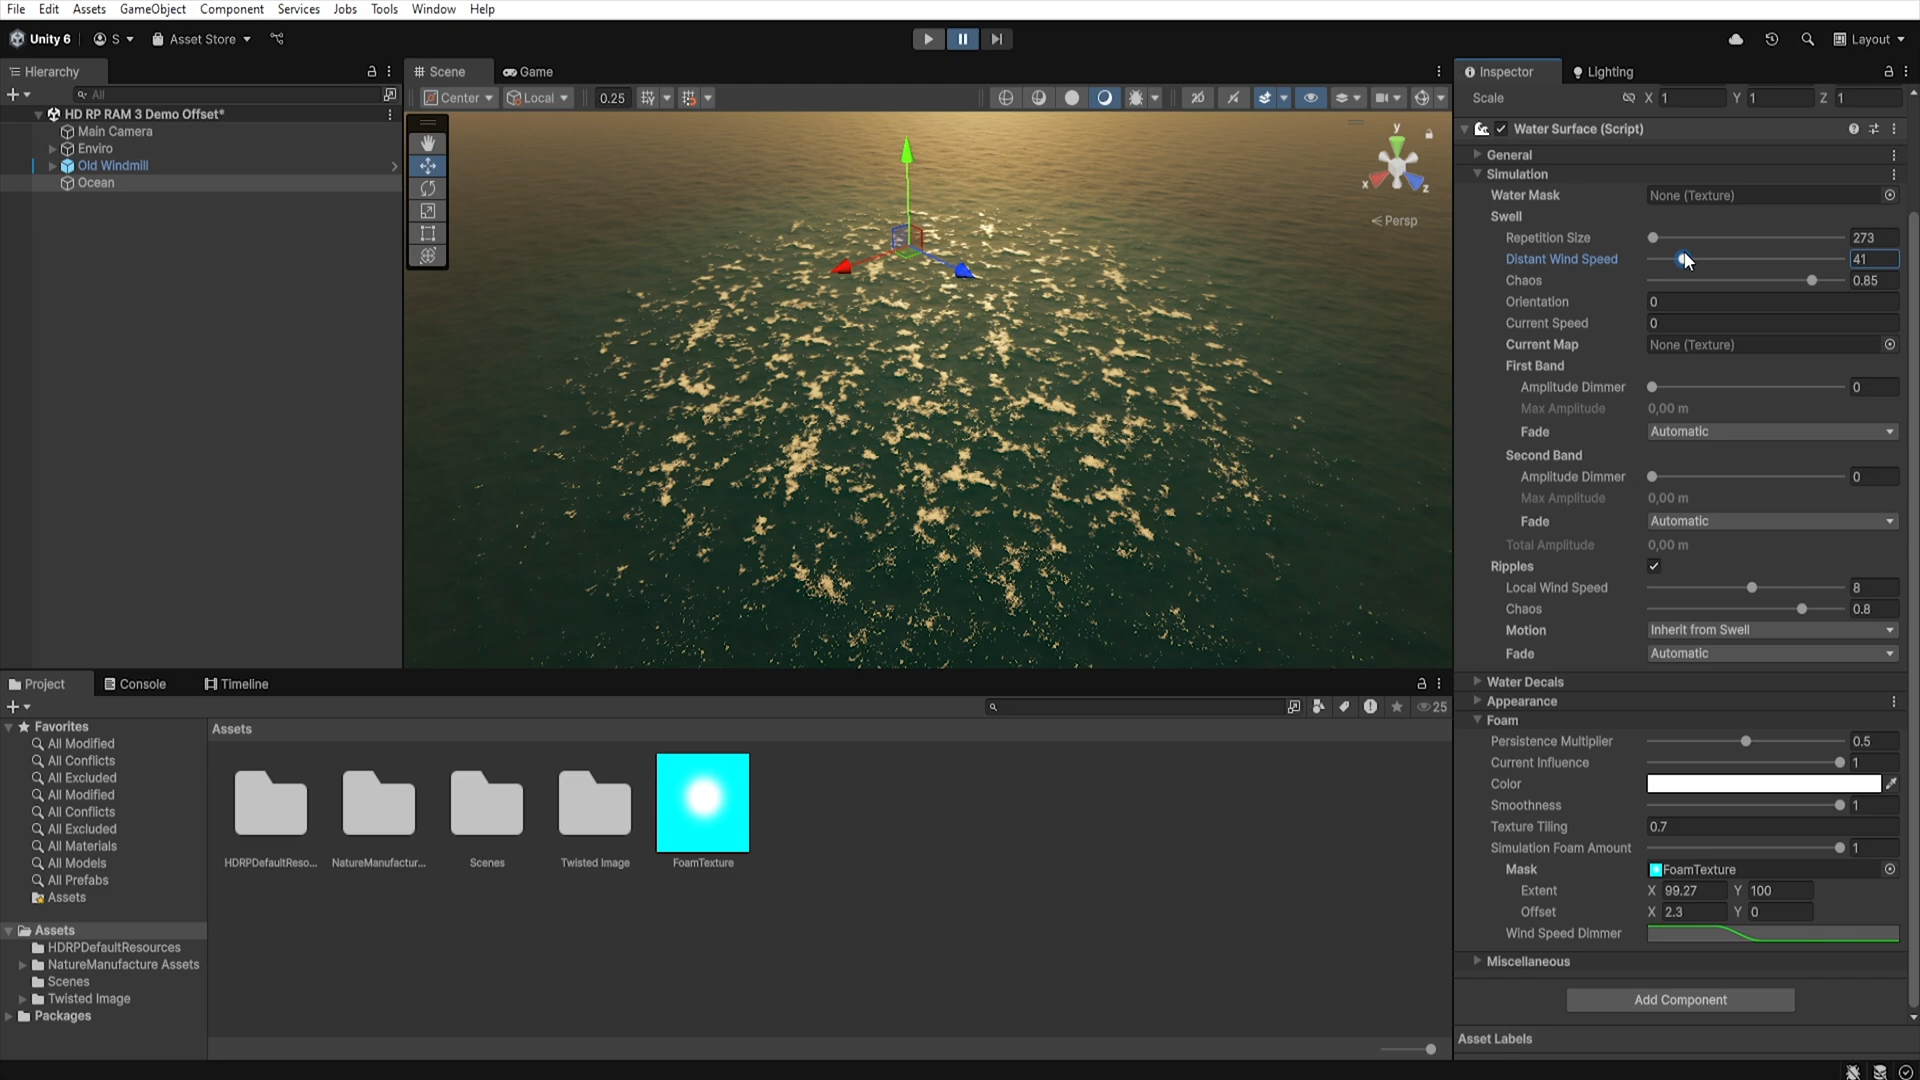 File Edit Assets GameObject Component Services Jobs Tools Window Help
Unity 6 S Asset Store Layout
Hierarchy
All
HD RP RAM 3 Demo Offset*
Main Camera
Enviro
Old Windmill
Ocean
Scene Game
Center Local 0.25 2D
y
x
z
Persp
Inspector Lighting
Scale X 1 Y 1 Z 1
Water Surface (Script)
General
Simulation
Water Mask None (Texture)
Swell
Repetition Size 273
Distant Wind Speed 41
Chaos 0.85
Orientation 0
Current Speed 0
Current Map None (Texture)
First Band
Amplitude Dimmer 0
Max Amplitude 0,00 m
Fade Automatic
Second Band
Amplitude Dimmer 0
Max Amplitude 0,00 m
Fade Automatic
Total Amplitude 0,00 m
Ripples
Local Wind Speed 8
Chaos 0.8
Motion Inherit from Swell
Fade Automatic
Water Decals
Appearance
Foam
Persistence Multiplier 0.5
Current Influence 1
Color
Smoothness 1
Texture Tiling 0.7
Simulation Foam Amount 1
Mask FoamTexture
Extent X 99.27 Y 100
Offset X 2.3 Y 0
Wind Speed Dimmer
Miscellaneous
Add Component
Asset Labels
Project Console Timeline
25
Favorites
All Modified
All Conflicts
All Excluded
All Modified
All Conflicts
All Excluded
All Materials
All Models
All Prefabs
Assets
Assets
HDRPDefaultResources
NatureManufacture Assets
Scenes
Twisted Image
Packages
Assets
HDRPDefaultReso... NatureManufactur... Scenes Twisted Image FoamTexture